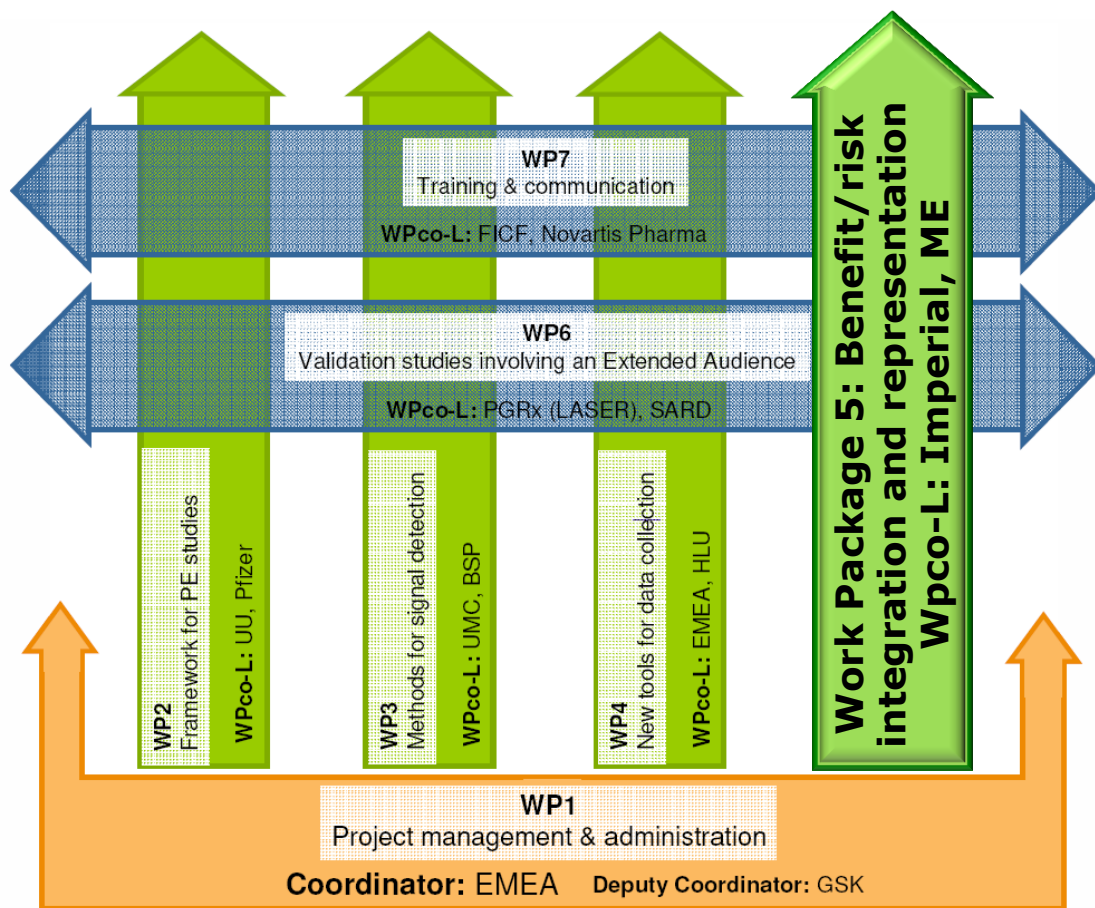 WP7
Training & communication
WPco-L: FICF, Novartis Pharma
WP6
Validation studies involving an Extended Audience
WPco-L: PGRx (LASER), SARD
WP2
Framework for PE studies
WPco-L: UU, Pfizer
WP3
Methods for signal detection
WPco-L: UMC, BSP
WP4
New tools for data collection
WPco-L: EMEA, HLU
Work Package 5: Benefit/risk
integration and representation
Wpco-L: Imperial, ME
WP1
Project management & administration
Coordinator: EMEA Deputy Coordinator: GSK